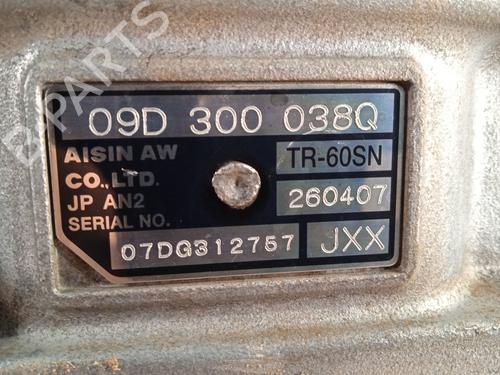 B-PARTS
09D 300 038Q
AISIN AW TR-60SN
CO.,LTD.
JP AN2 260407
SERIAL NO.
07DG312757 JXX